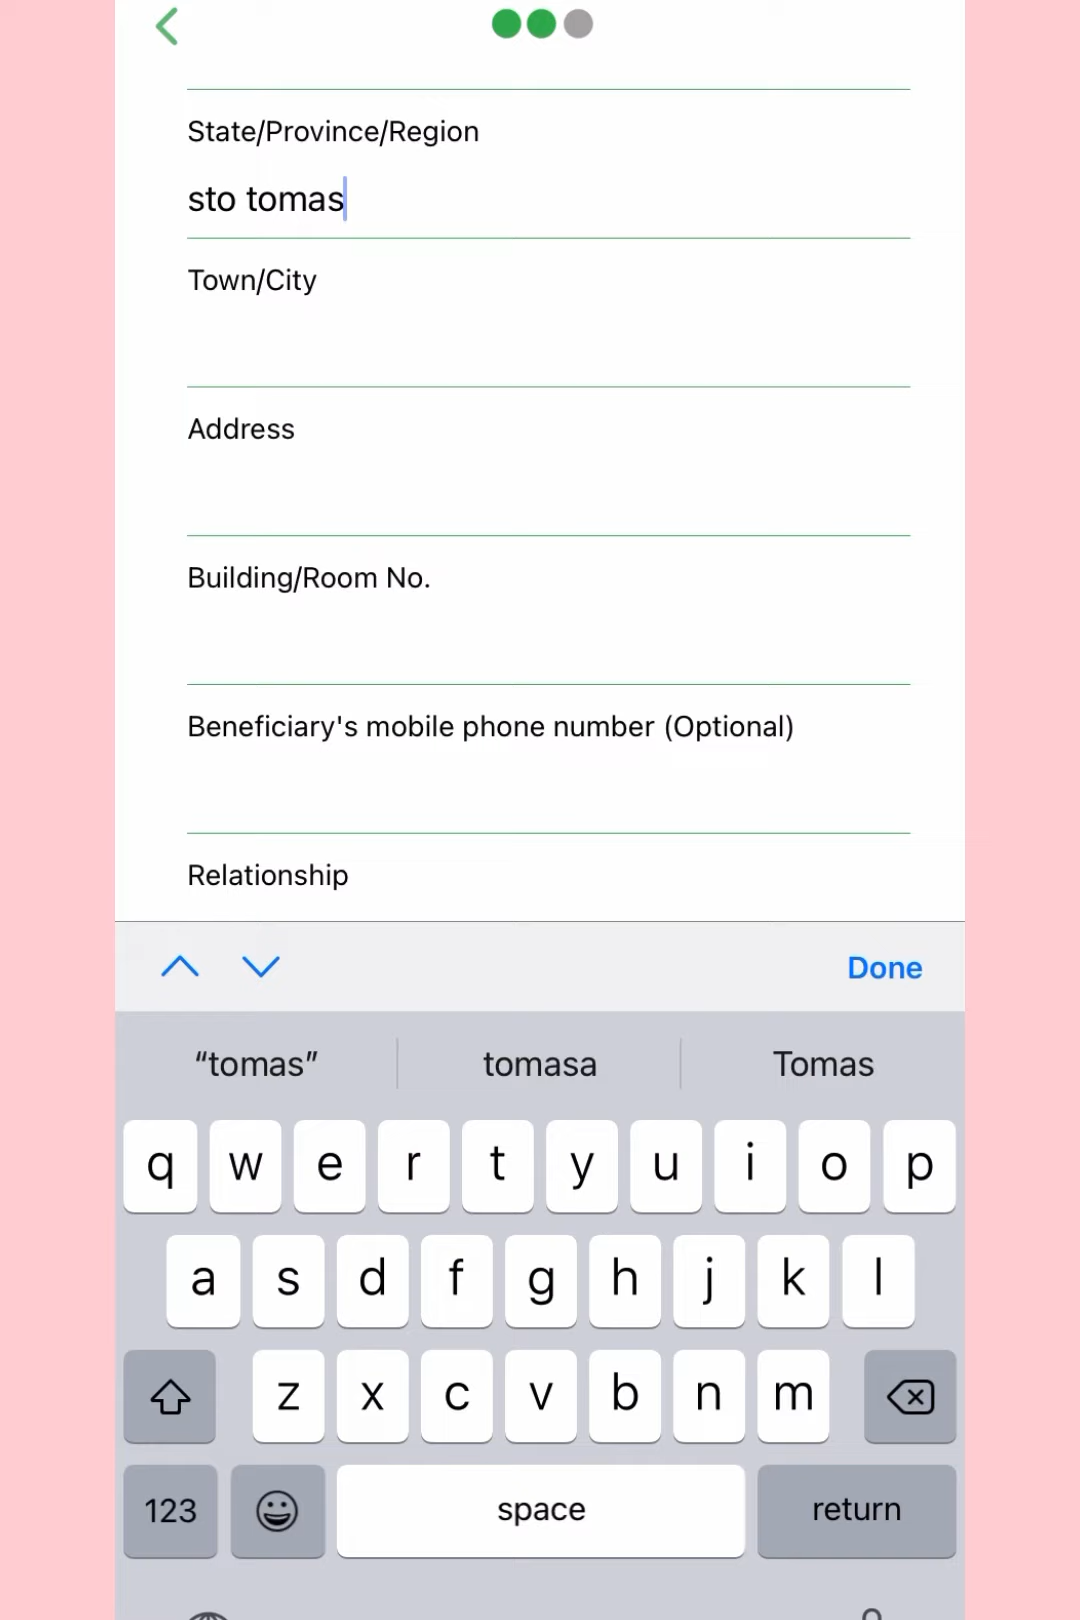 State/Province/Region
sto tomas
Town/City
Address
Building/Room No.
Beneficiary's mobile phone number (Optional)
Relationship
Done
“tomas” tomasa Tomas
q w e r t y u i o p
a s d f g h j k l
z x c v b n m
123 space return